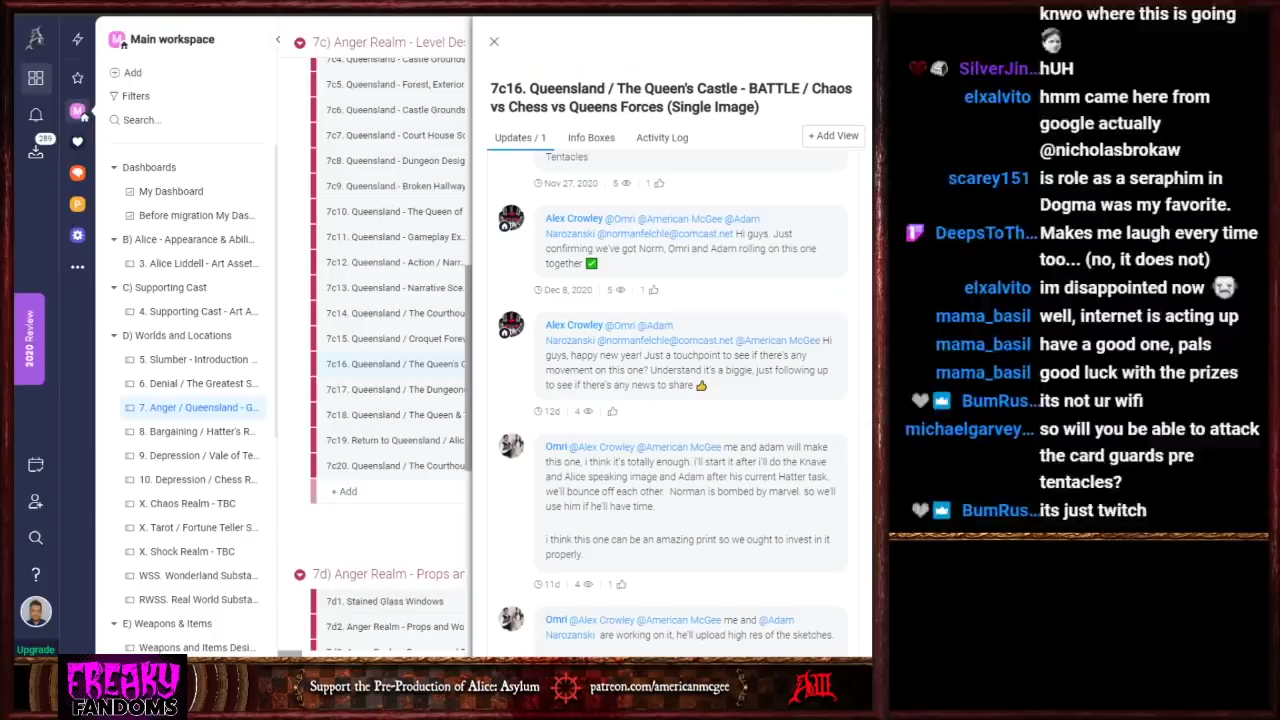 Main workspace
Add
Filters
Search...
289
2020 Review
Upgrade
Dashboards
My Dashboard
Before migration My Das...
B) Alice - Appearance & Abili...
3. Alice Liddell - Art Asset...
C) Supporting Cast
4. Supporting Cast - Art A...
D) Worlds and Locations
5. Slumber - Introduction ...
6. Denial / The Greatest S...
7. Anger / Queensland - G...
8. Bargaining / Hatter's R...
9. Depression / Vale of Te...
10. Depression / Chess R...
X. Chaos Realm - TBC
X. Tarot / Fortune Teller S...
X. Shock Realm - TBC
WSS. Wonderland Substa...
RWSS. Real World Substa...
E) Weapons & Items
Weapons and Items Desi...
7c) Anger Realm - Level De
7c4. Queensland - Castle Grounds
7c5. Queensland - Forest, Exterior
7c6. Queensland - Castle Grounds
7c7. Queensland - Court House Sc
7c8. Queensland - Dungeon Desig
7c9. Queensland - Broken Hallway
7c10. Queensland - The Queen of
7c11. Queensland - Gameplay Ex..
7c12. Queensland - Action / Narr..
7c13. Queensland - Narrative Sce.
7c14. Queensland / The Courthou
7c15. Queensland / Croquet Forev
7c16. Queensland / The Queen's C
7c17. Queensland / The Dungeon
7c18. Queensland / The Queen &
7c19. Return to Queensland / Alic
7c20. Queensland / The Courthou
+ Add
7d) Anger Realm - Props ar
7d1. Stained Glass Windows
7d2. Anger Realm - Props and Wo
7c16. Queensland / The Queen's Castle - BATTLE / Chaos
vs Chess vs Queens Forces (Single Image)
Updates / 1
Info Boxes
Activity Log
+ Add View
Tentacles
Nov 27, 2020 5 1
Alex Crowley @Omri @American McGee @Adam
Narozanski @normanfelchle@comcast.net Hi guys. Just
confirming we've got Norm, Omri and Adam rolling on this one
together ✅
Dec 8, 2020 5 1
Alex Crowley @Omri @Adam
Narozanski @normanfelchle@comcast.net @American McGee Hi
guys, happy new year! Just a touchpoint to see if there's any
movement on this one? Understand it's a biggie, just following up
to see if there's any news to share 👍
12d 4
Omri @Alex Crowley @American McGee me and adam will make
this one, i think it's totally enough. i'll start it after i'll do the Knave
and Alice speaking image and Adam after his current Hatter task,
we'll bounce off each other. Norman is bombed by marvel, so we'll
use him if he'll have time.
i think this one can be an amazing print so we ought to invest in it
properly.
11d 4 1
Omri @Alex Crowley @American McGee me and @Adam
Narozanski are working on it, he'll upload high res of the sketches.
knwo where this is going
SilverJin... hUH
elxalvito hmm came here from
google actually
@nicholasbrokaw
scarey151 is role as a seraphim in
Dogma was my favorite.
DeepsToTh... Makes me laugh every time
too... (no, it does not)
elxalvito im disappointed now
mama_basil well, internet is acting up
mama_basil have a good one, pals
mama_basil good luck with the prizes
BumRus... its not ur wifi
michaelgarvey... so will you be able to attack
the card guards pre
tentacles?
BumRus... its just twitch
FREAKY
FANDOMS
Support the Pre-Production of Alice: Asylum
patreon.com/americanmcgee